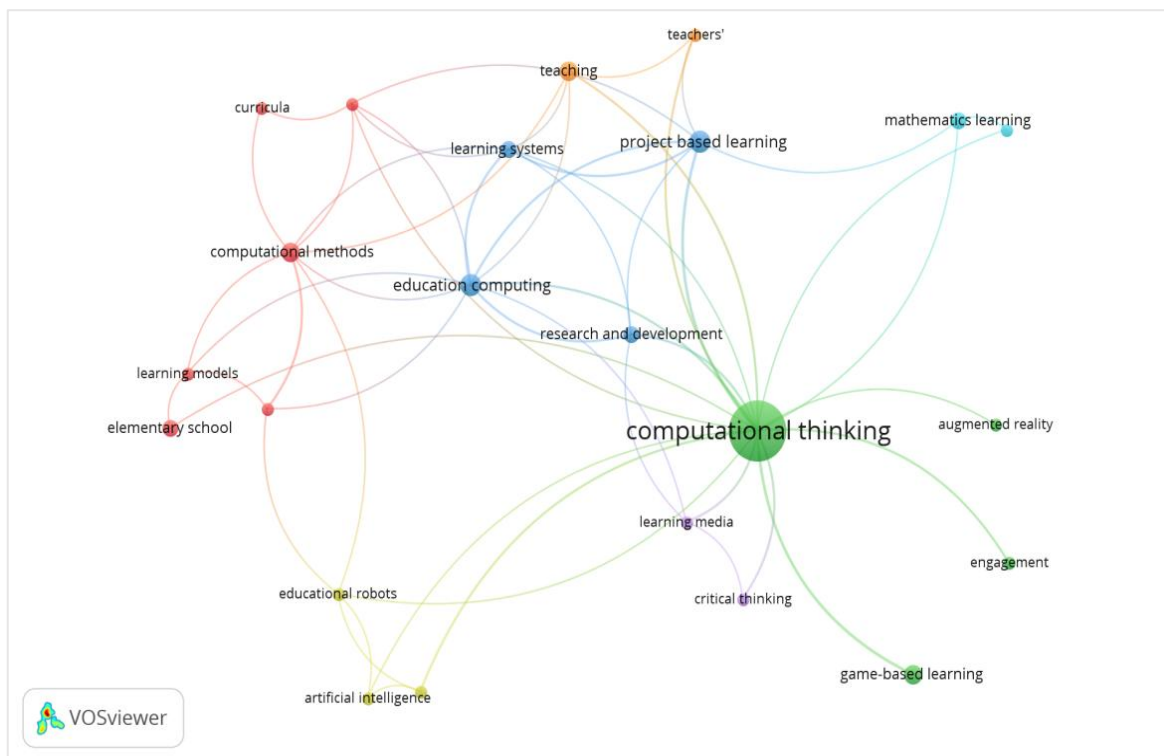 teachers'
teaching
curricula
mathematics learning
learning systems
project based learning
computational methods
education computing
research and development
learning models
elementary school
computational thinking
augmented reality
learning media
engagement
educational robots
critical thinking
game-based learning
artificial intelligence
VOSviewer